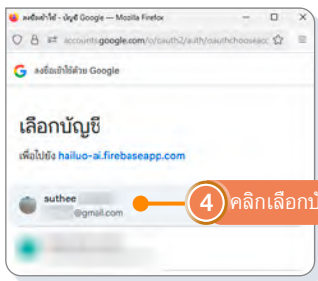 ลงชื่อเข้าใช้ - บัญชี Google — Mozilla Firefox
accounts.google.com/o/oauth2/auth/oauthchooseacc
ลงชื่อเข้าใช้ด้วย Google
เลือกบัญชี
เพื่อไปยัง hailuo-ai.firebaseapp.com
suthee
@gmail.com
4 คลิกเลือกบั